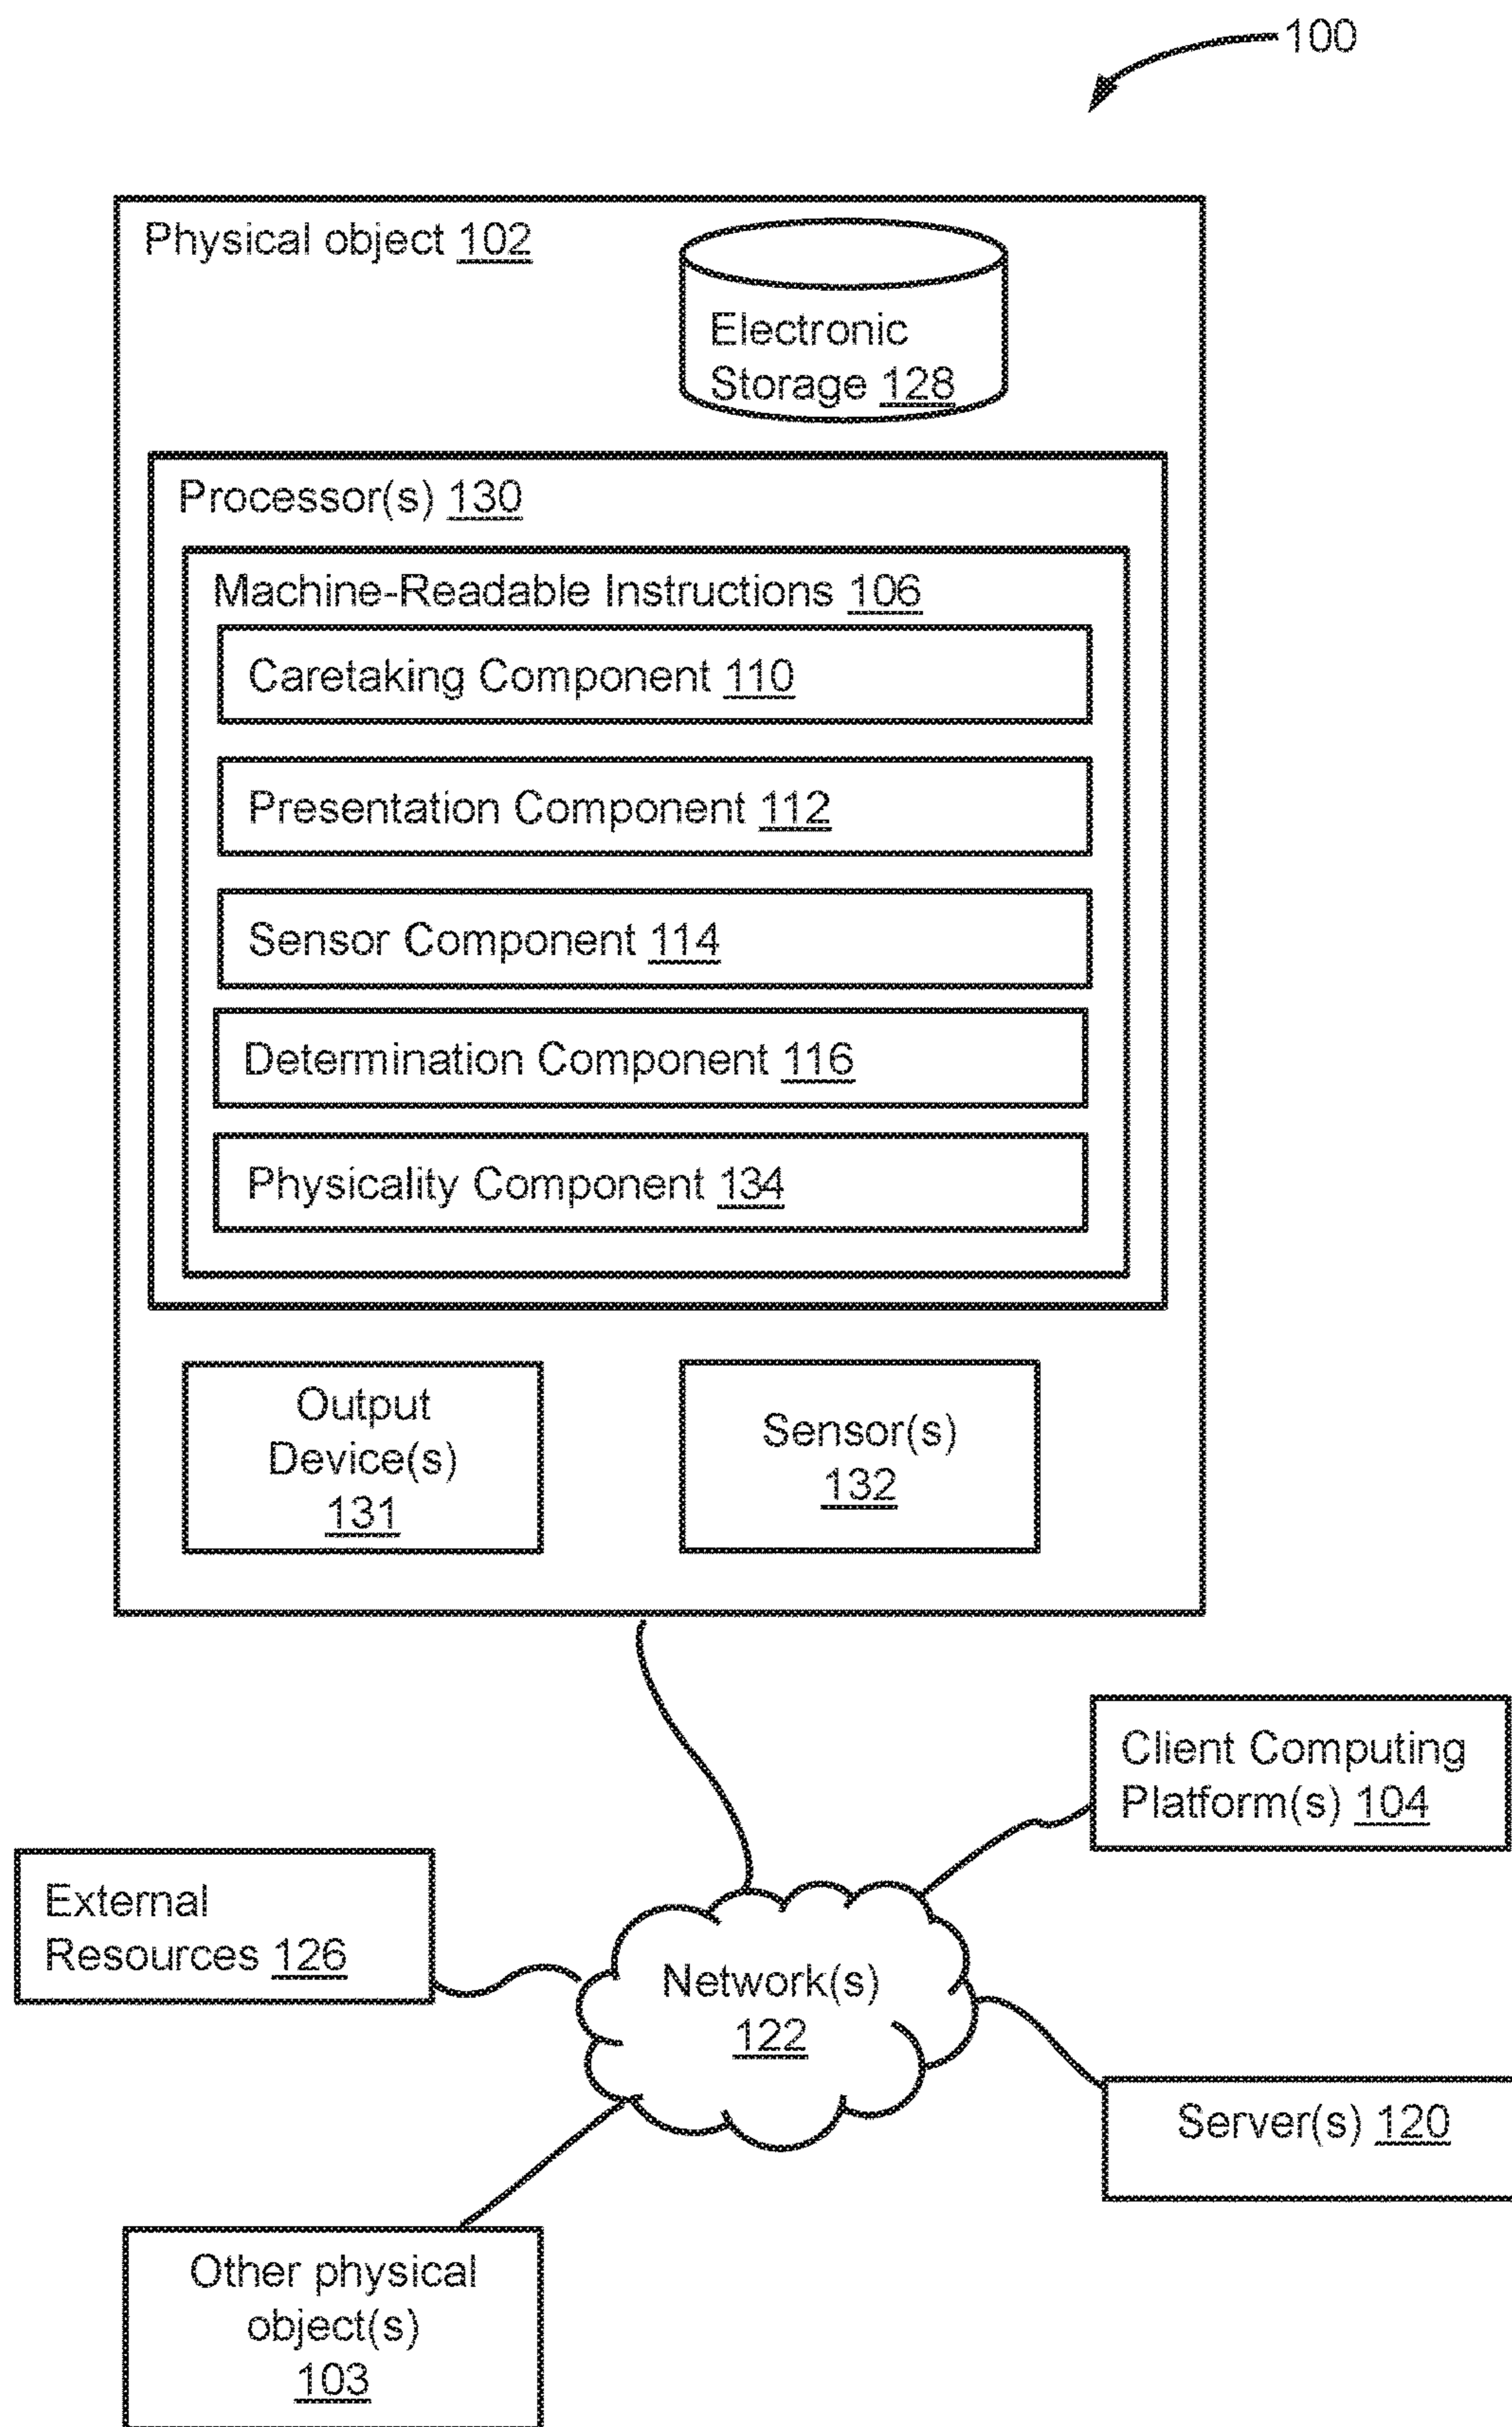 100
Physical object 102
Electronic
Storage 128
Processor(s) 130
Machine-Readable Instructions 106
Caretaking Component 110
Presentation Component 112
Sensor Component 114
Determination Component 116
Physicality Component 134
Output
Device(s)
131
Sensor(s)
132
Client Computing
Platform(s) 104
External
Resources 126
Network(s)
122
Server(s) 120
Other physical
object(s)
103